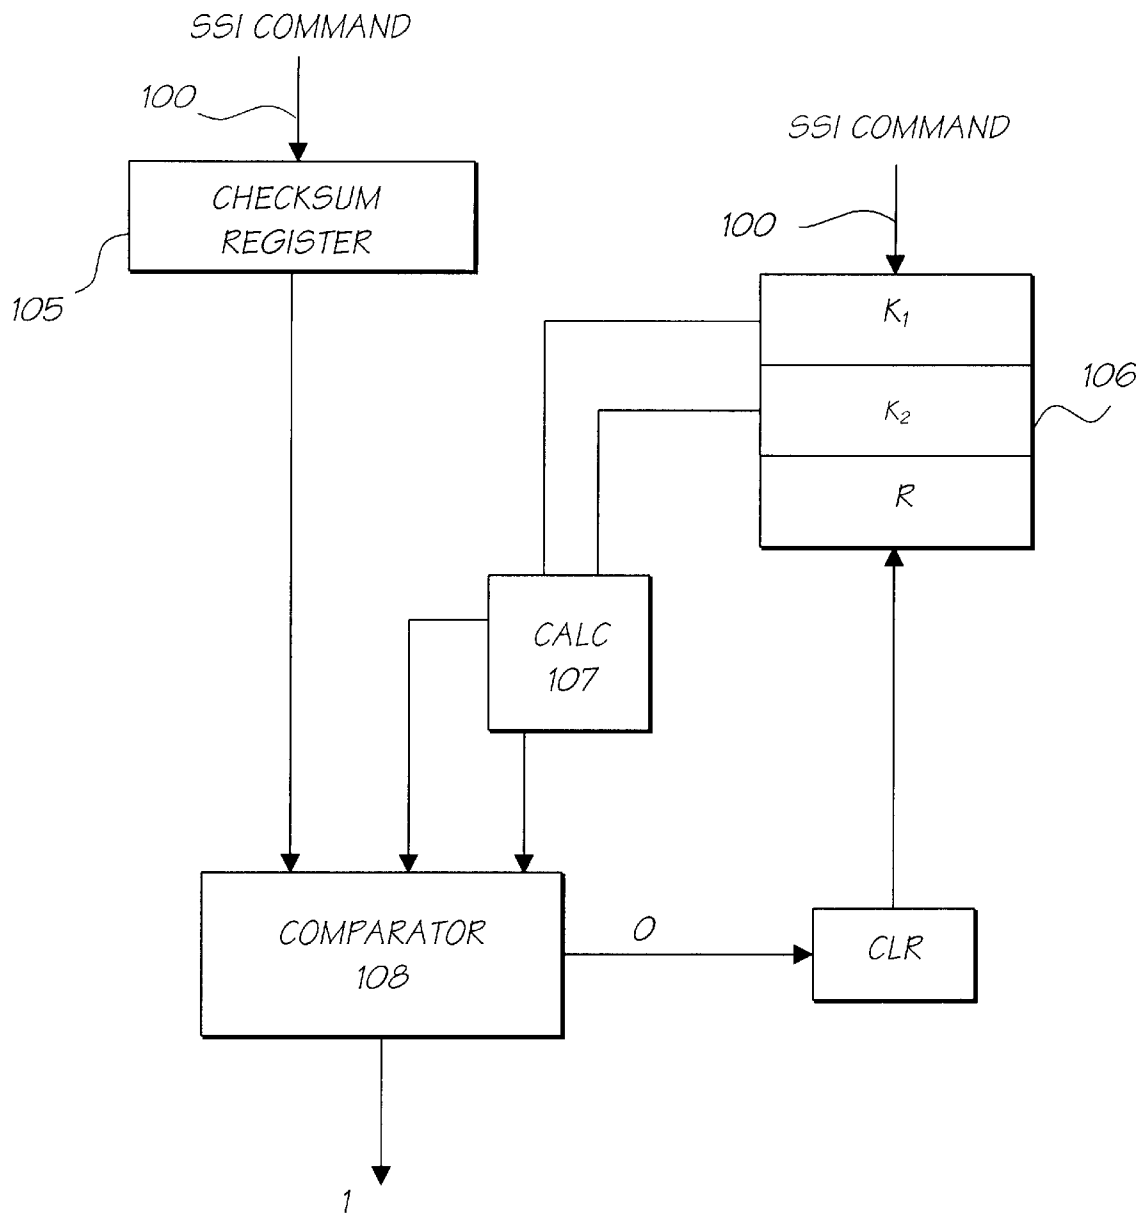 SSI COMMAND
100
CHECKSUM
REGISTER
105
SSI COMMAND
100
K1
K2
R
106
CALC
107
COMPARATOR
108
0
CLR
1